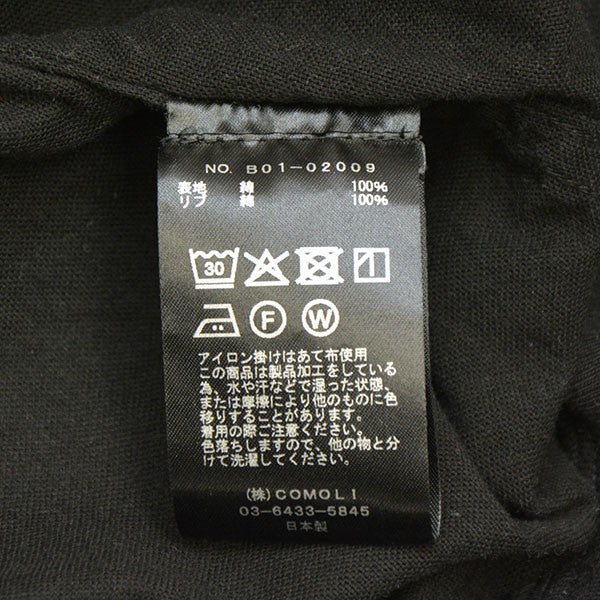 NO. B01-02009
表地 綿 100%
リブ 綿 100%
30
F W
アイロン掛けはあて布使用
この商品は製品加工をしている
為、水や汗などで湿った状態、
または摩擦により他のものに色
移りすることがあります。
着用の際ご注意ください。
色落ちしますので、他の物と分
けて洗濯してください。
(株)COMOLI
03-6433-5845
日本製